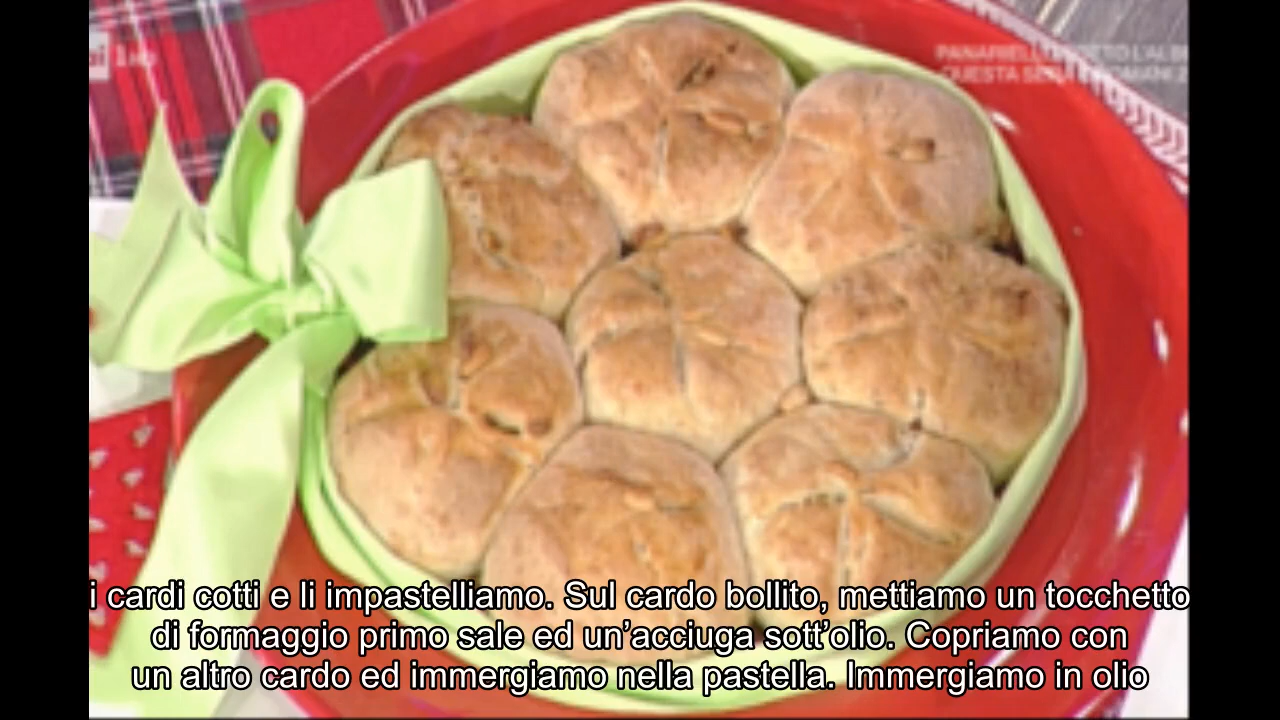 i cardi cotti e li impastelliamo. Sul cardo bollito, mettiamo un tocchetto
di formaggio primo sale ed un’acciuga sott’olio. Copriamo con
un altro cardo ed immergiamo nella pastella. Immergiamo in olio